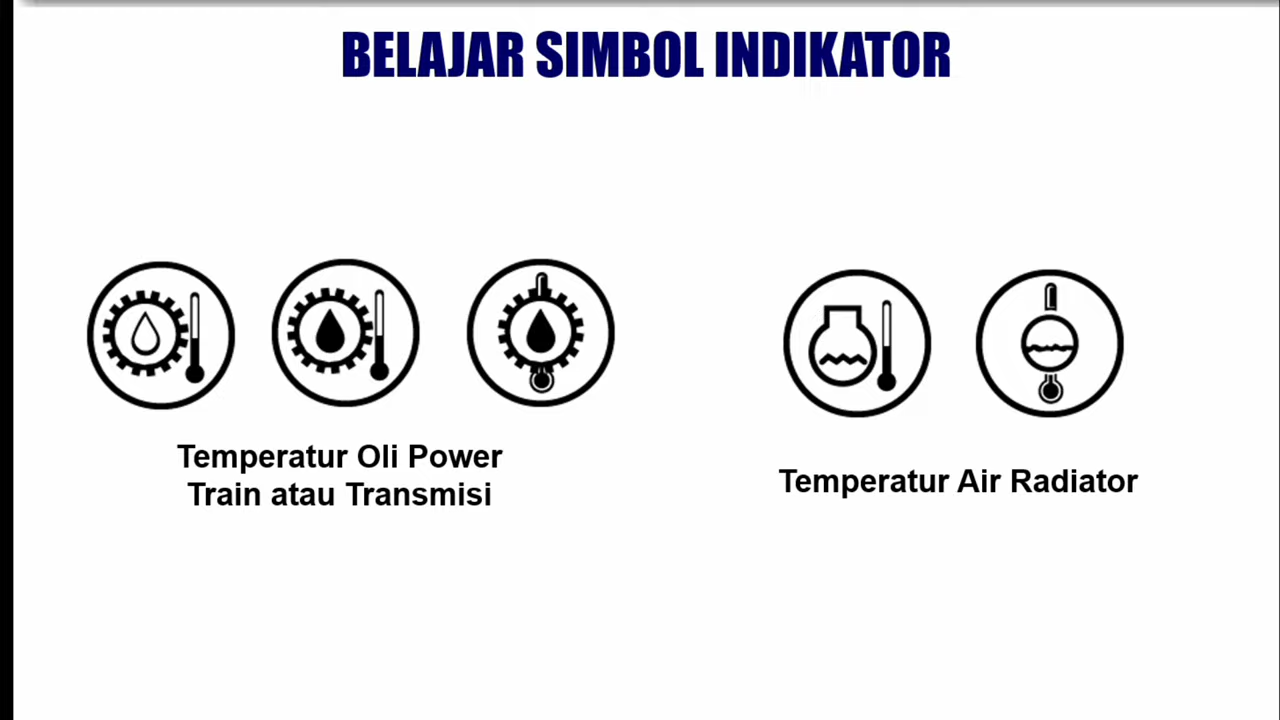 BELAJAR SIMBOL INDIKATOR
Temperatur Oli Power
Train atau Transmisi
Temperatur Air Radiator